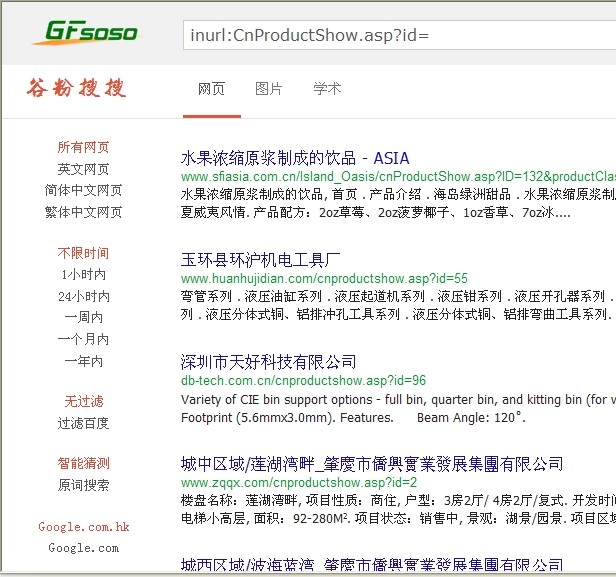 GFsoso
inurl:CnProductShow.asp?id=
谷粉搜搜
网页 图片 学术
所有网页
英文网页
简体中文网页
繁体中文网页
不限时间
1小时内
24小时内
一周内
一个月内
一年内
无过滤
过滤百度
智能猜测
原词搜索
Google.com.hk
Google.com
水果浓缩原浆制成的饮品 - ASIA
www.sfiasia.com.cn/Island_Oasis/cnProductShow.asp?ID=132&productClas
水果浓缩原浆制成的饮品, 首页 . 产品介绍 . 海岛绿洲甜品 . 水果浓缩原浆制
夏威夷风情. 产品配方：2oz草莓、2oz菠萝椰子、1oz香草、7oz冰....
玉环县环沪机电工具厂
www.huanhujidian.com/cnproductshow.asp?id=55
弯管系列 . 液压油缸系列 . 液压起道机系列 . 液压钳系列 . 液压开孔器系列 .
列 . 液压分体式铜、铝排冲孔工具系列 . 液压分体式铜、铝排弯曲工具系列.
深圳市天好科技有限公司
db-tech.com.cn/cnproductshow.asp?id=96
Variety of CIE bin support options - full bin, quarter bin, and kitting bin (for v
Footprint (5.6mmx3.0mm). Features. Beam Angle: 120°.
城中区域/莲湖湾畔_肇慶市僑興實業發展集團有限公司
www.zqqx.com/cnproductshow.asp?id=2
楼盘名称：莲湖湾畔, 项目性质：商住, 户型：3房2厅/ 4房2厅/复式. 开发时间
电梯小高层, 面积：92-280M². 项目状态：销售中, 景观：湖景/园景. 项目区域
城西区域/波海蓝湾_肇慶市僑興實業發展集團有限公司